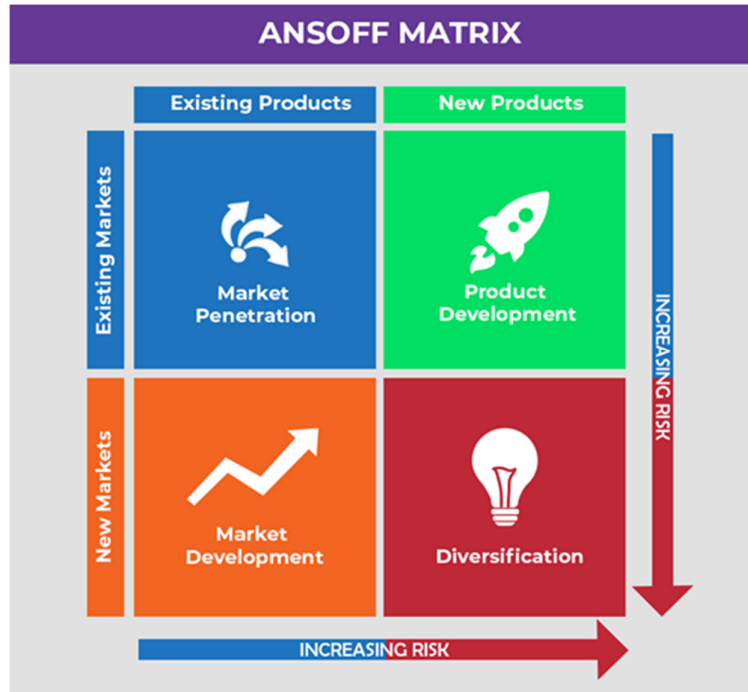 ANSOFF MATRIX
Existing Products
New Products
Existing Markets
Market
Penetration
Product
Development
INCREASING RISK
New Markets
Market
Development
Diversification
INCREASING RISK